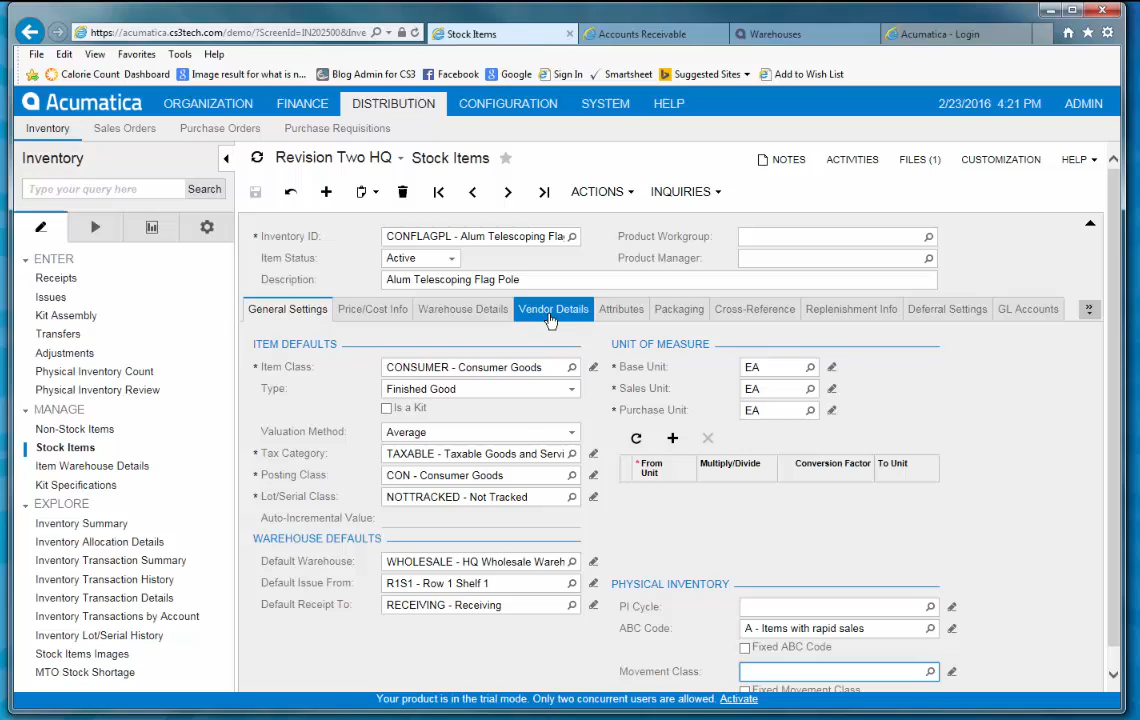 https://acumatica.cs3tech.com/demo/?ScreenId=IN202500&Inve
Stock Items
Accounts Receivable
Warehouses
Acumatica - Login
File Edit View Favorites Tools Help
Calorie Count Dashboard Image result for what is n... Blog Admin for CS3 Facebook Google Sign In Smartsheet Suggested Sites Add to Wish List
Acumatica ORGANIZATION FINANCE DISTRIBUTION CONFIGURATION SYSTEM HELP 2/23/2016 4:21 PM ADMIN
Inventory Sales Orders Purchase Orders Purchase Requisitions
Inventory
Type your query here Search
ENTER
Receipts
Issues
Kit Assembly
Transfers
Adjustments
Physical Inventory Count
Physical Inventory Review
MANAGE
Non-Stock Items
Stock Items
Item Warehouse Details
Kit Specifications
EXPLORE
Inventory Summary
Inventory Allocation Details
Inventory Transaction Summary
Inventory Transaction History
Inventory Transaction Details
Inventory Transactions by Account
Inventory Lot/Serial History
Stock Items Images
MTO Stock Shortage
Revision Two HQ - Stock Items NOTES ACTIVITIES FILES (1) CUSTOMIZATION HELP
ACTIONS INQUIRIES
* Inventory ID: CONFLAGPL - Alum Telescoping Fla Product Workgroup:
* Item Status: Active Product Manager:
Description: Alum Telescoping Flag Pole
General Settings Price/Cost Info Warehouse Details Vendor Details Attributes Packaging Cross-Reference Replenishment Info Deferral Settings GL Accounts
ITEM DEFAULTS
* Item Class: CONSUMER - Consumer Goods
Type: Finished Good
Is a Kit
Valuation Method: Average
* Tax Category: TAXABLE - Taxable Goods and Servi
* Posting Class: CON - Consumer Goods
* Lot/Serial Class: NOTTRACKED - Not Tracked
Auto-Incremental Value:
WAREHOUSE DEFAULTS
Default Warehouse: WHOLESALE - HQ Wholesale Wareh
Default Issue From: R1S1 - Row 1 Shelf 1
Default Receipt To: RECEIVING - Receiving
UNIT OF MEASURE
* Base Unit: EA
* Sales Unit: EA
* Purchase Unit: EA
* From Unit Multiply/Divide Conversion Factor To Unit
PHYSICAL INVENTORY
PI Cycle:
ABC Code: A - Items with rapid sales
Fixed ABC Code
Movement Class:
Fixed Movement Class
Your product is in the trial mode. Only two concurrent users are allowed. Activate